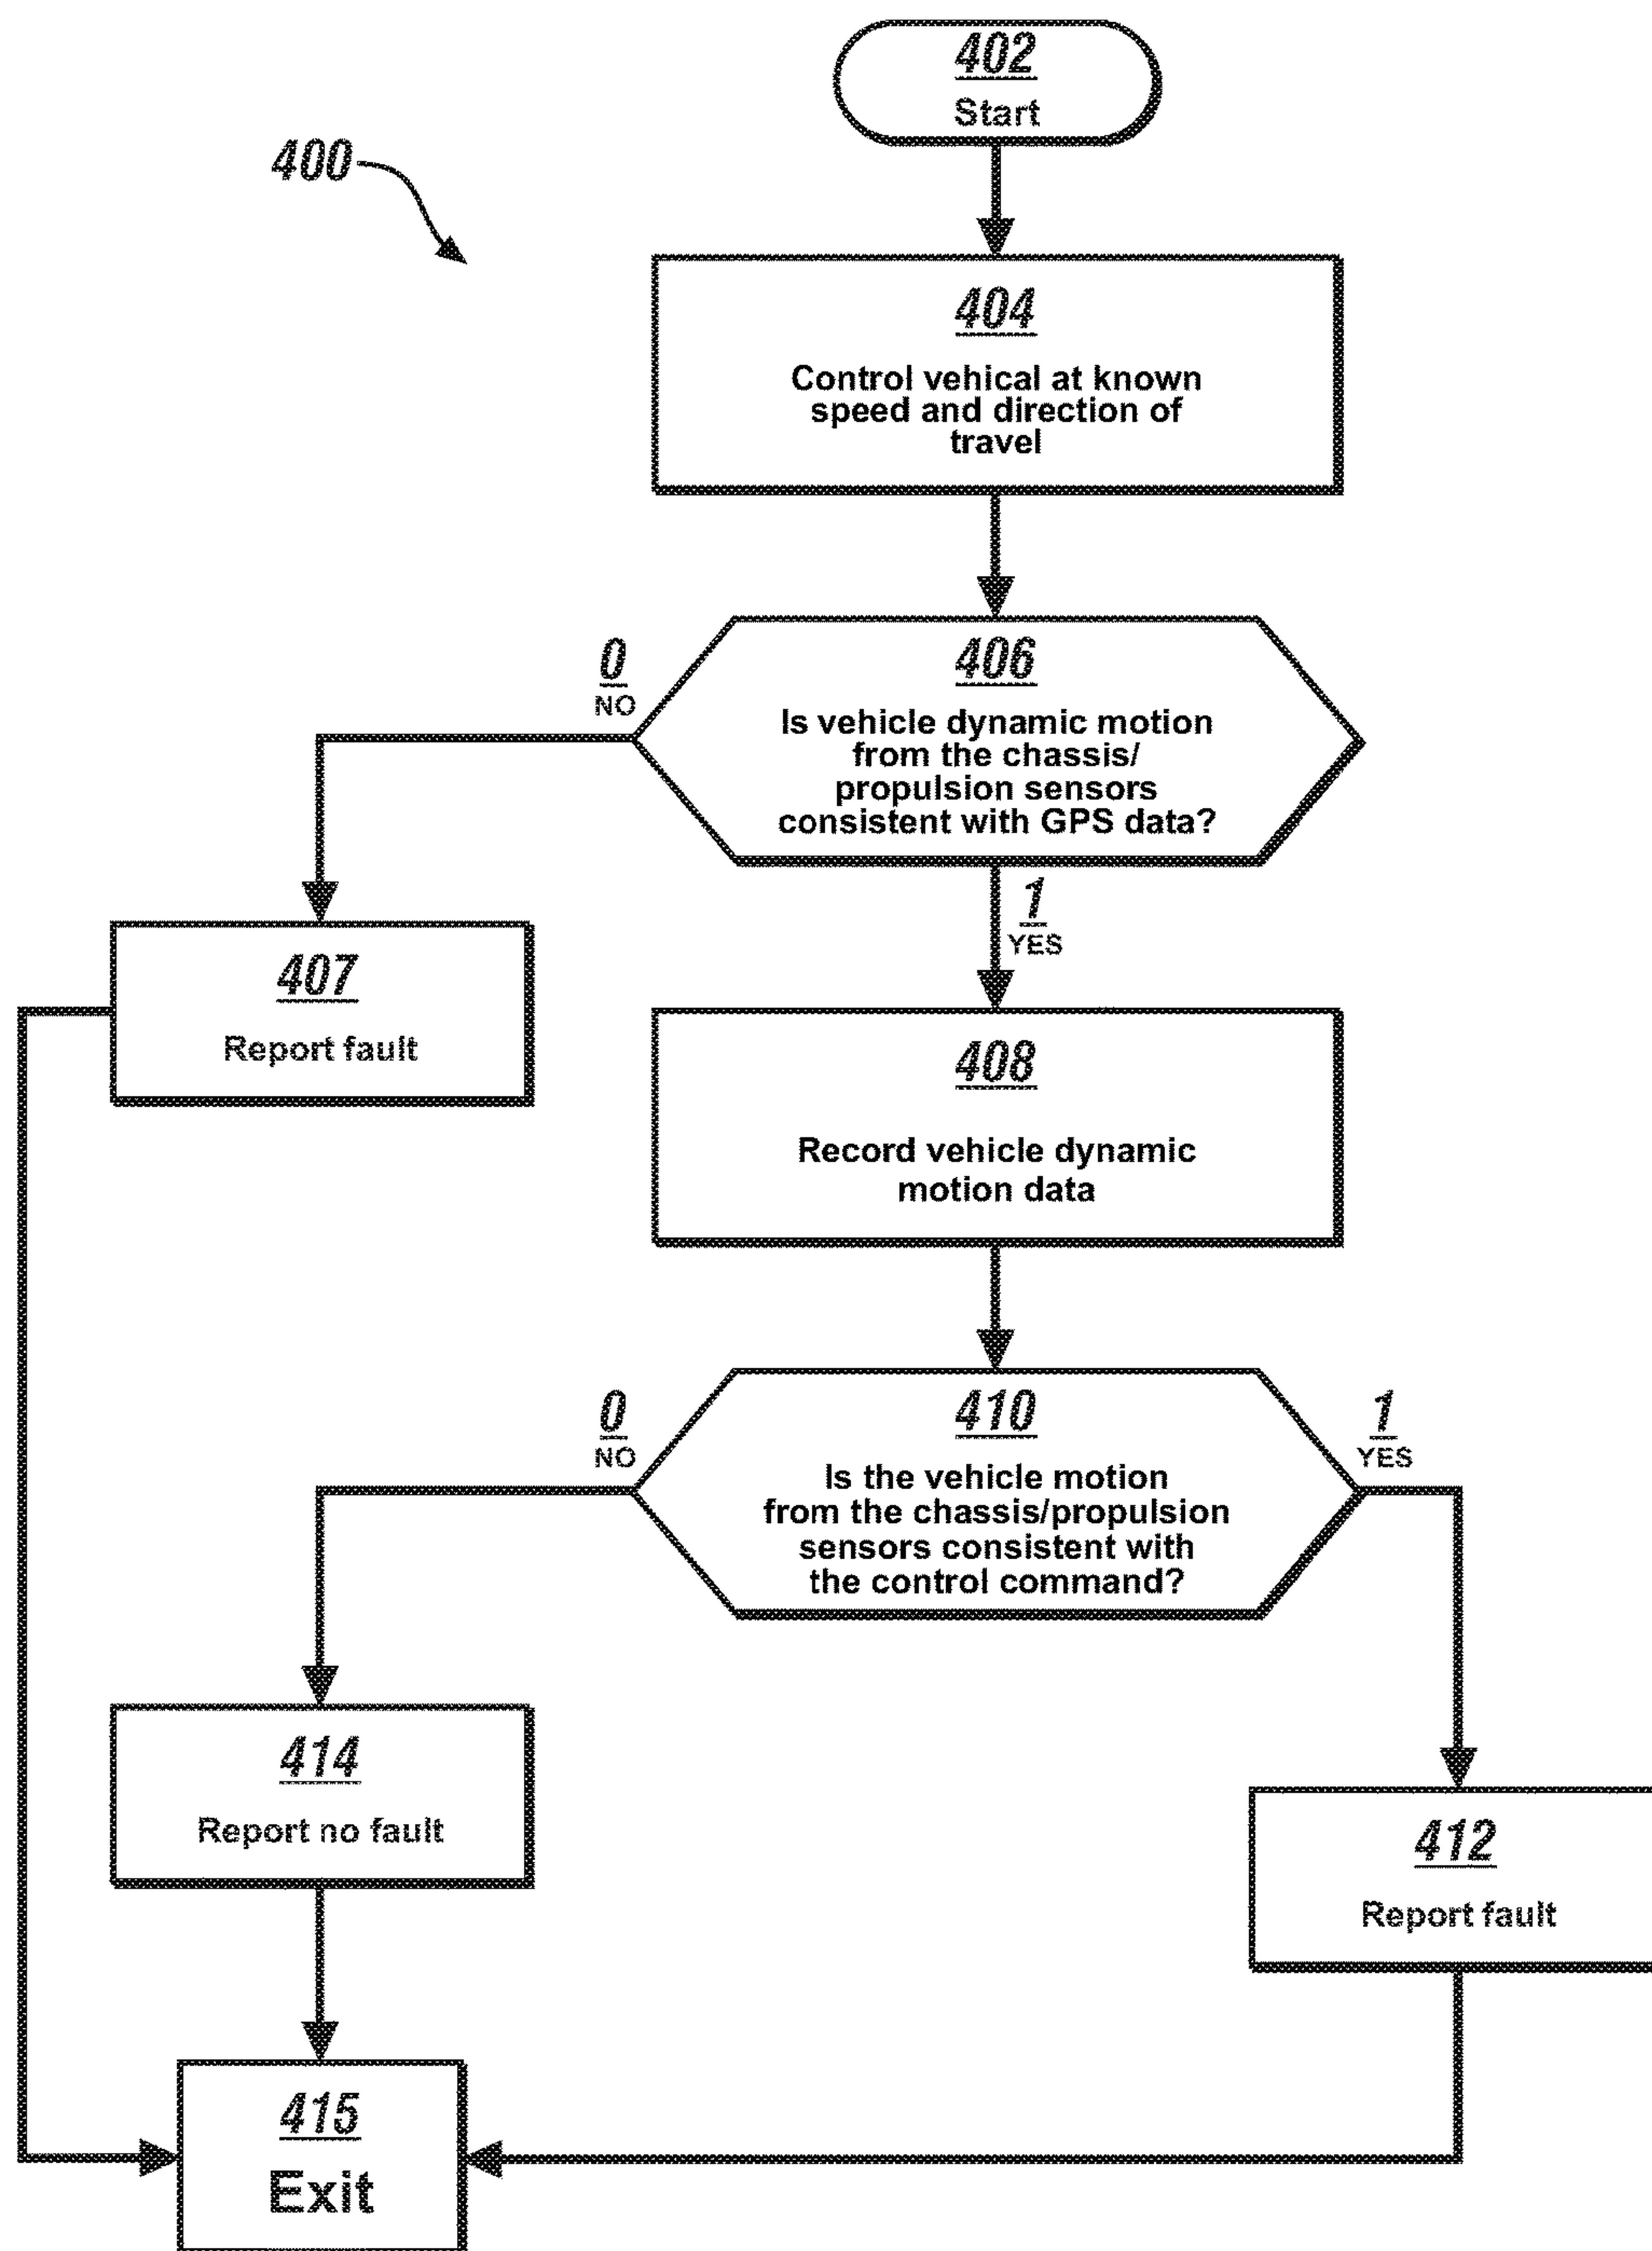 402
Start
400
404
Control vehical at known
speed and direction of
travel
406
Is vehicle dynamic motion
from the chassis/
propulsion sensors
consistent with GPS data?
0
NO
1
YES
407
Report fault
408
Record vehicle dynamic
motion data
410
Is the vehicle motion
from the chassis/propulsion
sensors consistent with
the control command?
0
NO
1
YES
414
Report no fault
412
Report fault
415
Exit